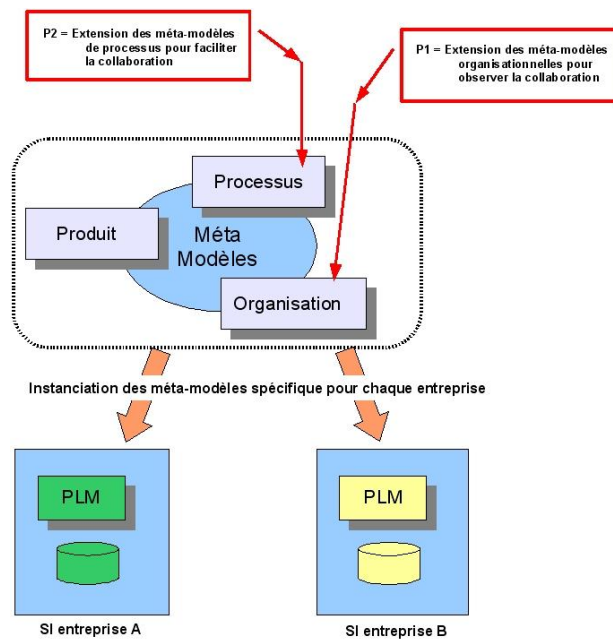 P2 = Extension des méta-modèles
de processus pour faciliter
la collaboration
P1 = Extension des méta-modèles
organisationnelles pour
observer la collaboration
Processus
Produit
Méta
Modèles
Organisation
Instanciation des méta-modèles spécifique pour chaque entreprise
PLM
PLM
SI entreprise A
SI entreprise B